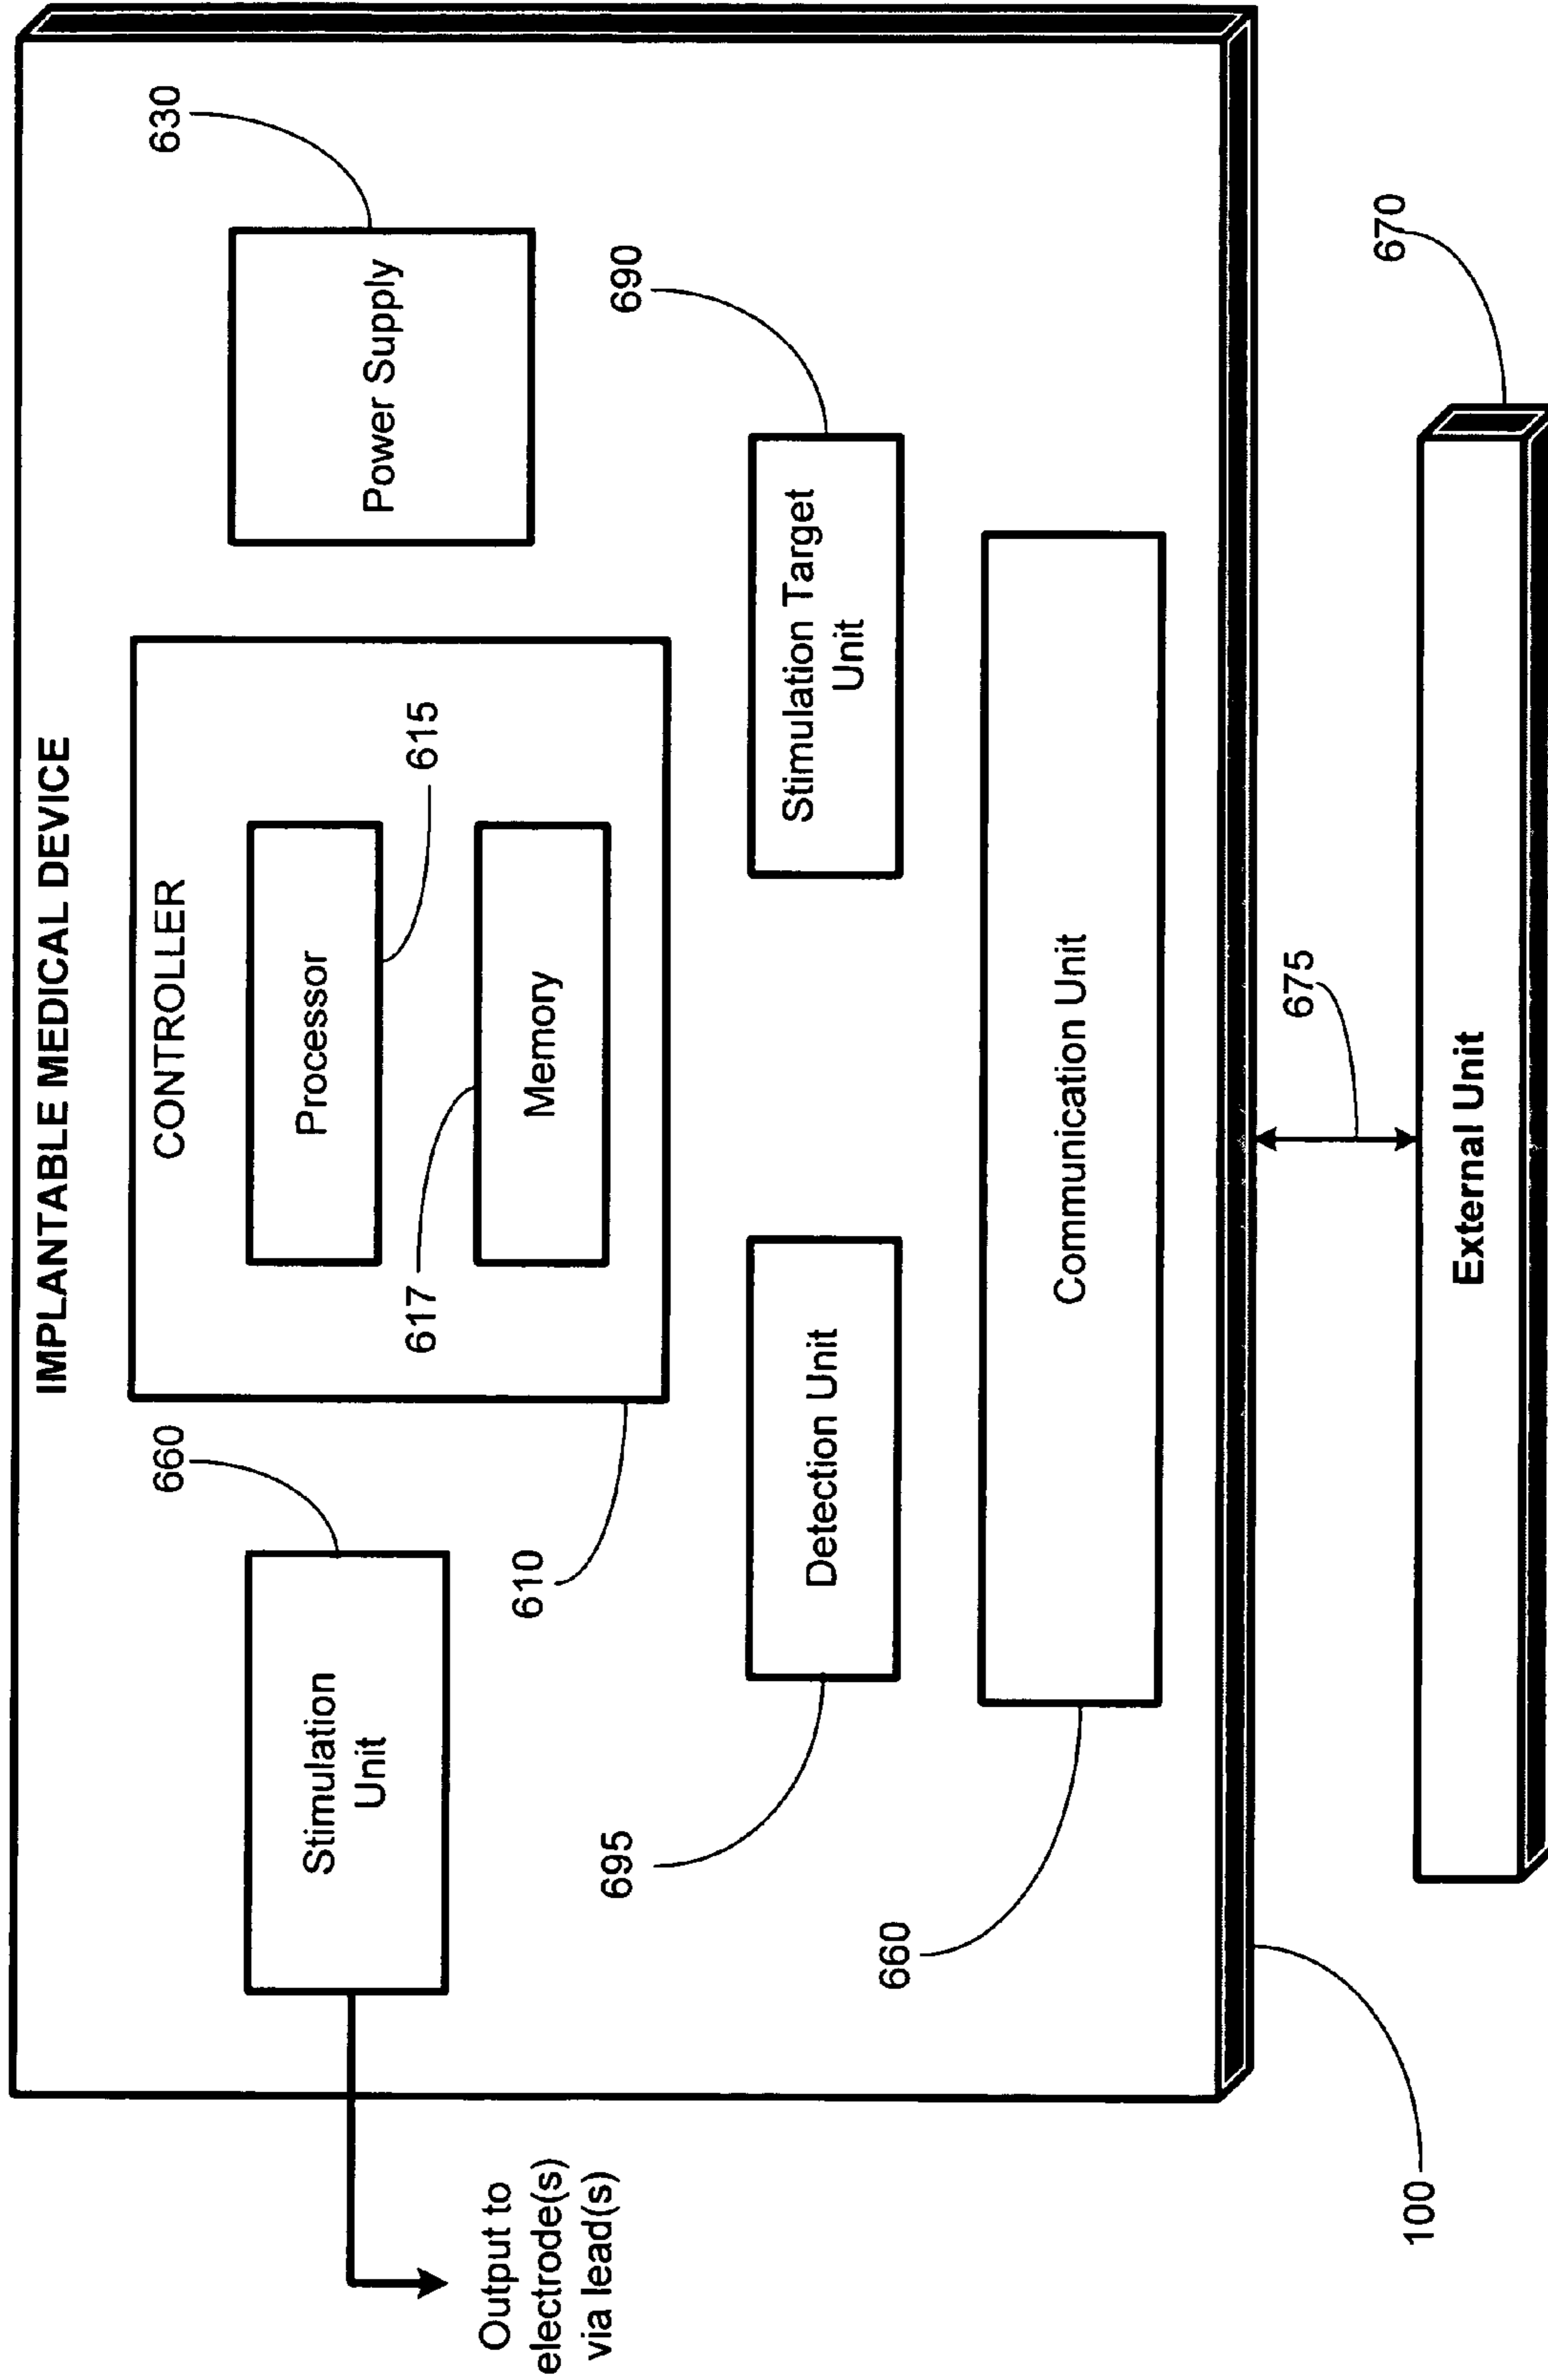 IMPLANTABLE MEDICAL DEVICE
660
CONTROLLER
630
Stimulation
Unit
Processor
Power Supply
617
615
Memory
610
Output to
electrode(s)
via lead(s)
695
690
Detection Unit
Stimulation Target
Unit
660
Communication Unit
675
100
670
External Unit